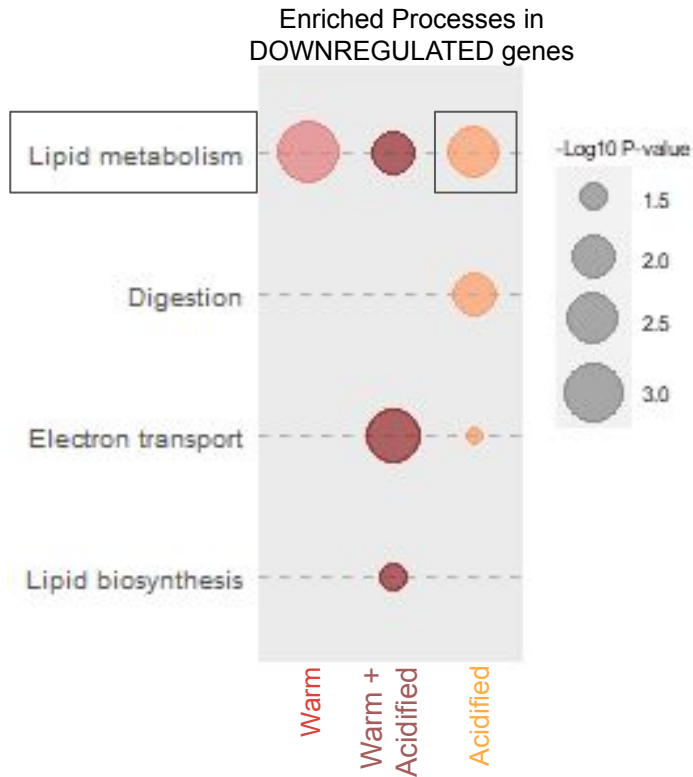 Enriched Processes in
DOWNREGULATED genes
Lipid metabolism
Digestion
Electron transport
Lipid biosynthesis
-Log10 P-value
1.5
2.0
2.5
3.0
Warm
Warm +
Acidified
Acidified